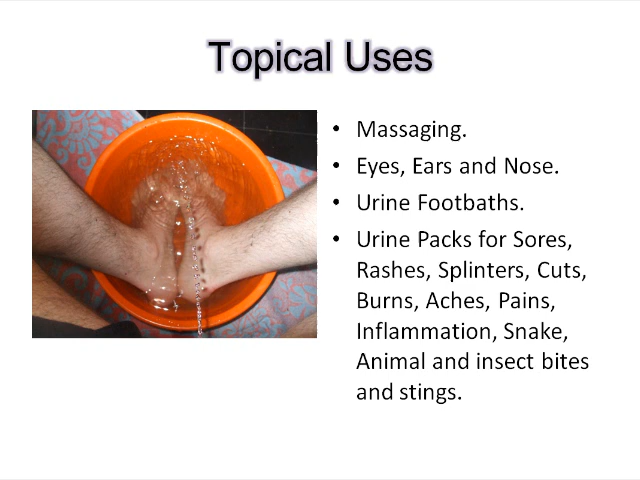 Topical Uses
• Massaging.
• Eyes, Ears and Nose.
• Urine Footbaths.
• Urine Packs for Sores,
Rashes, Splinters, Cuts,
Burns, Aches, Pains,
Inflammation, Snake,
Animal and insect bites
and stings.